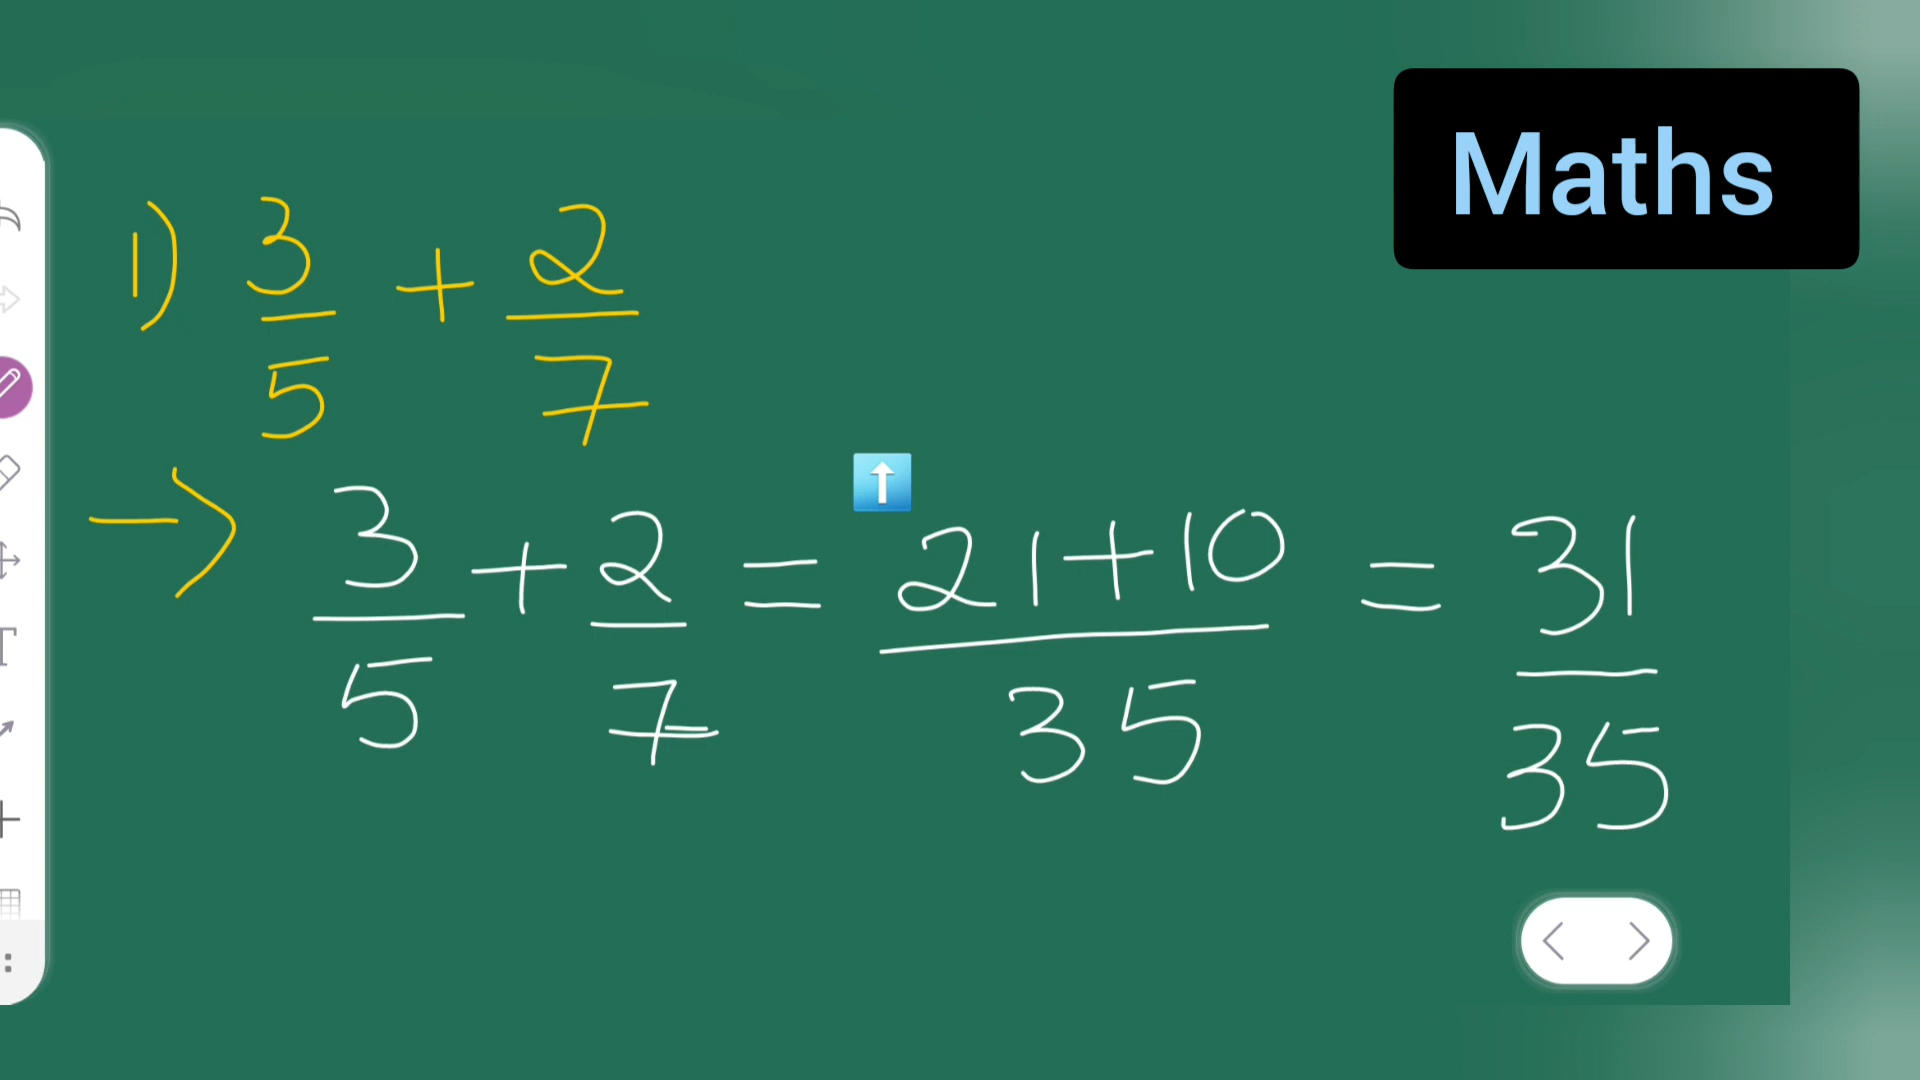 Maths
1) 3/5 + 2/7
→ 3/5 + 2/7 = 21+10/35 = 31/35